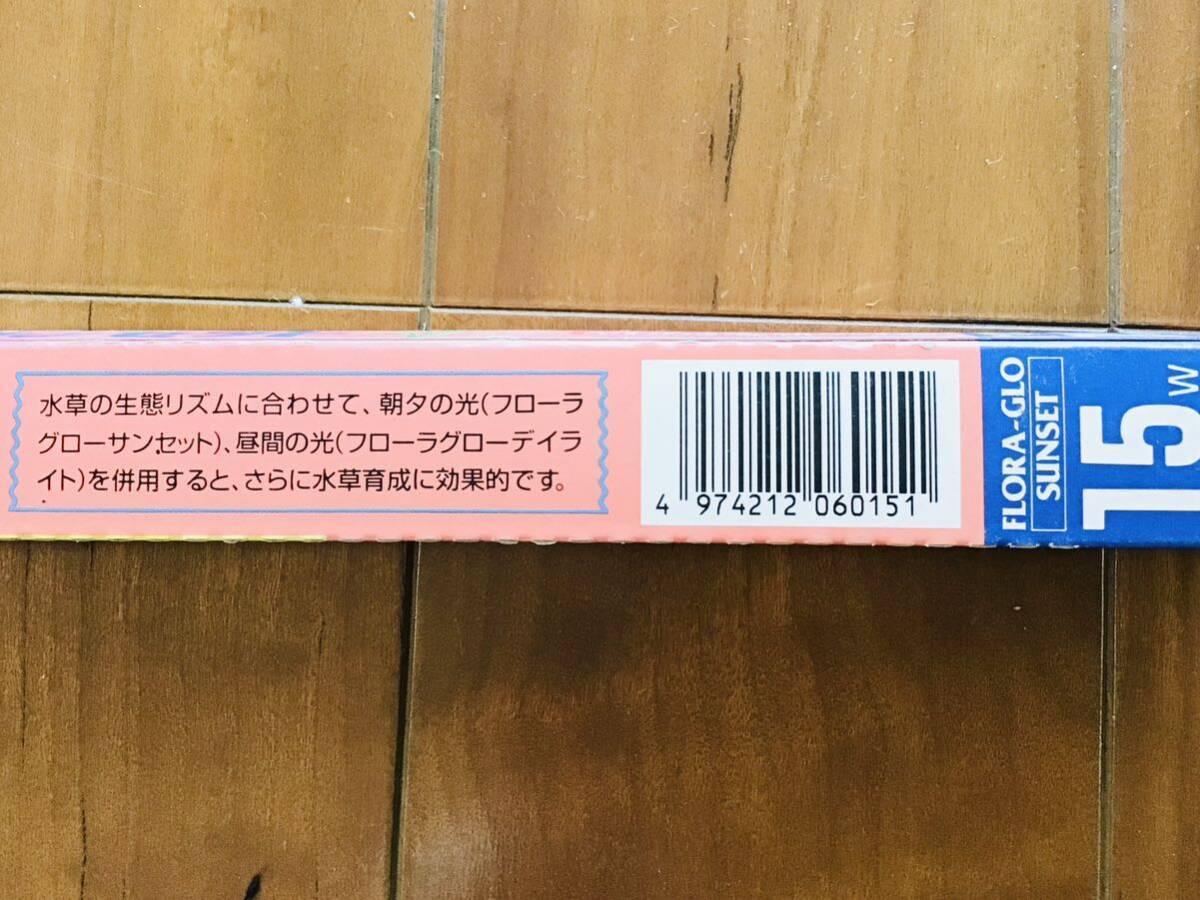 水草の生態リズムに合わせて、朝夕の光(フローラ
グローサンセット)、昼間の光(フローラグローデイラ
イト)を併用すると、さらに水草育成に効果的です。
4 974212 060151
FLORA-GLO
SUNSET
15W